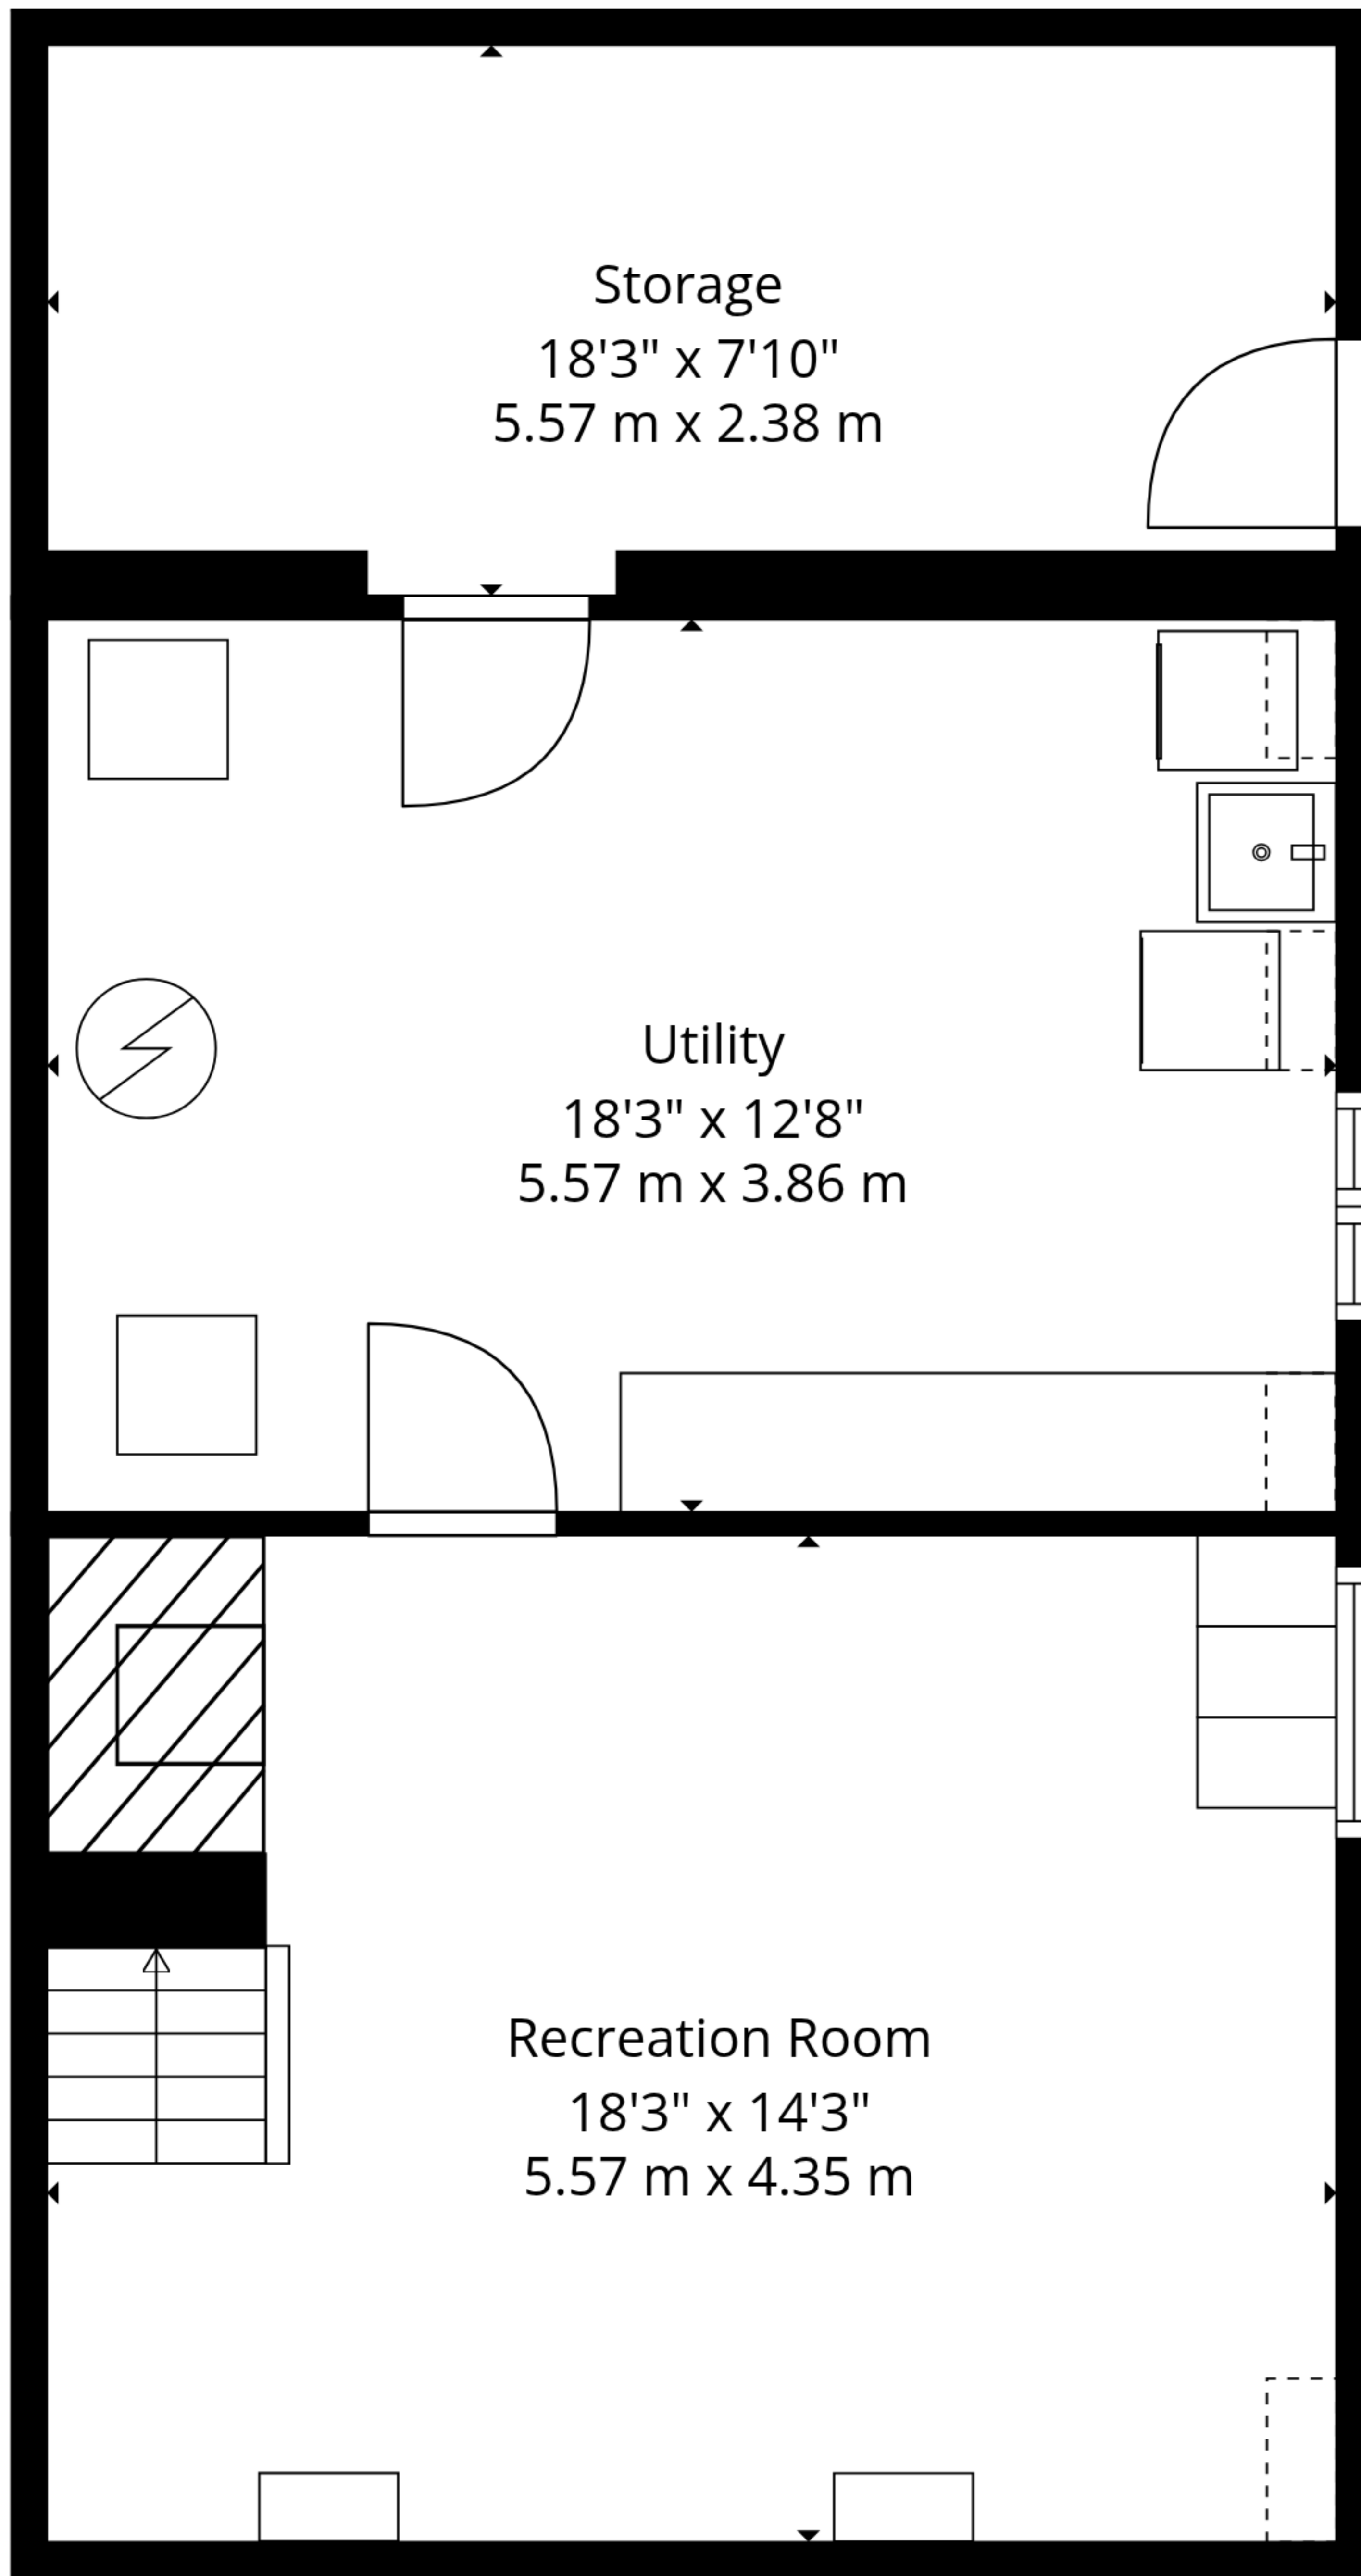 Storage
18'3" x 7'10"
5.57 m x 2.38 m
Utility
18'3" x 12'8"
5.57 m x 3.86 m
Recreation Room
18'3" x 14'3"
5.57 m x 4.35 m